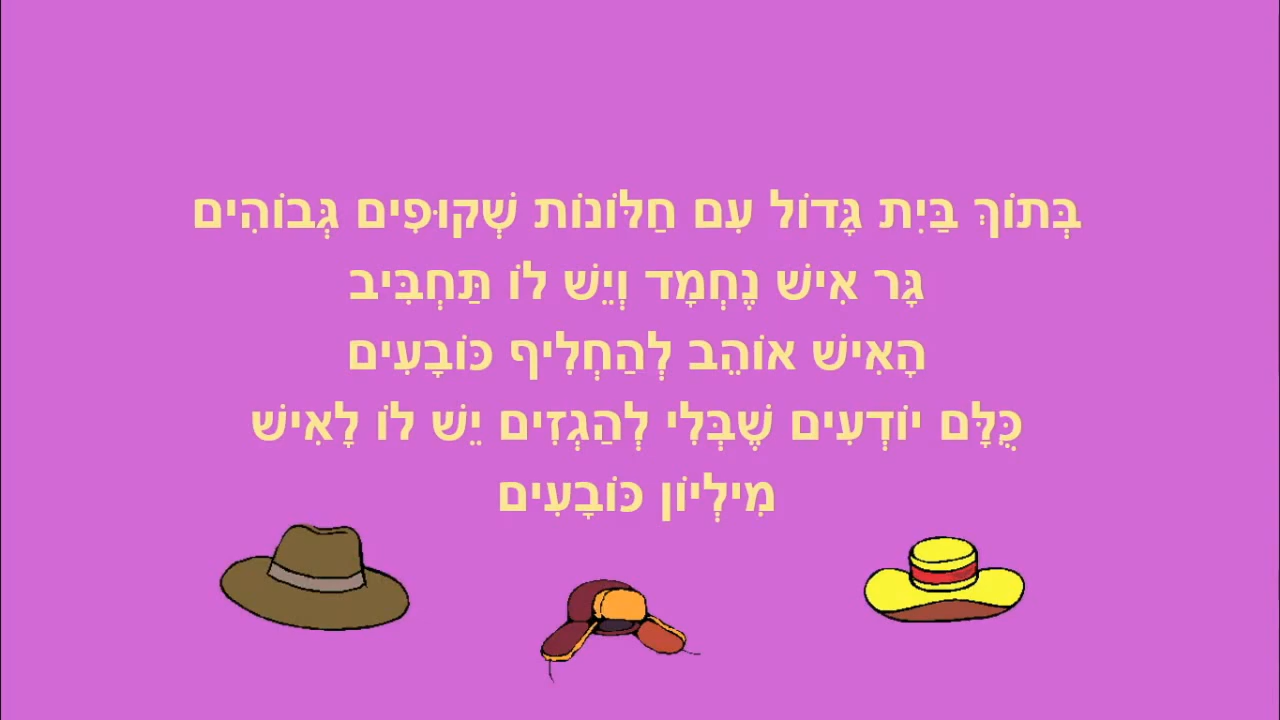 בְּתוֹךְ בַּיִת גָּדוֹל עִם חַלּוֹנוֹת שְׁקוּפִים גְּבוֹהִים
גָּר אִישׁ נֶחְמָד וְיֵשׁ לוֹ תַּחְבִּיב
הָאִישׁ אוֹהֵב לְהַחְלִיף כּוֹבָעִים
כֻּלָּם יוֹדְעִים שֶׁבְּלִי לְהַגְזִים יֵשׁ לוֹ לָאִישׁ
מִילְיוֹן כּוֹבָעִים